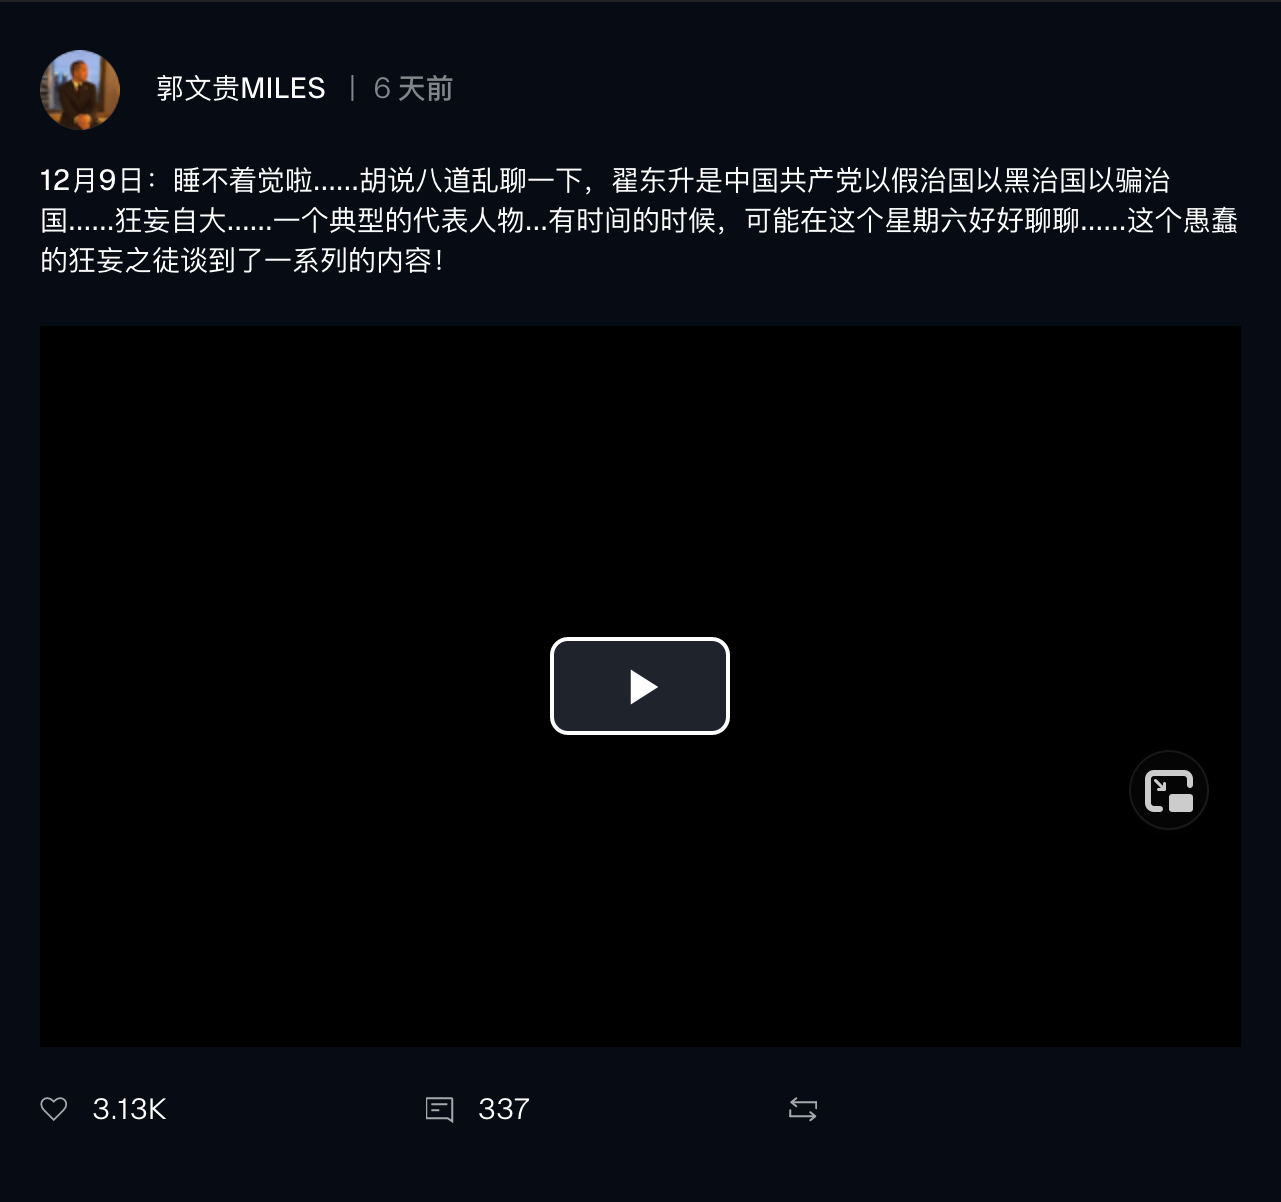 郭文贵MILES | 6 天前
12月9日：睡不着觉啦......胡说八道乱聊一下，翟东升是中国共产党以假治国以黑治国以骗治
国......狂妄自大......一个典型的代表人物...有时间的时候，可能在这个星期六好好聊聊......这个愚蠢
的狂妄之徒谈到了一系列的内容！
3.13K 337